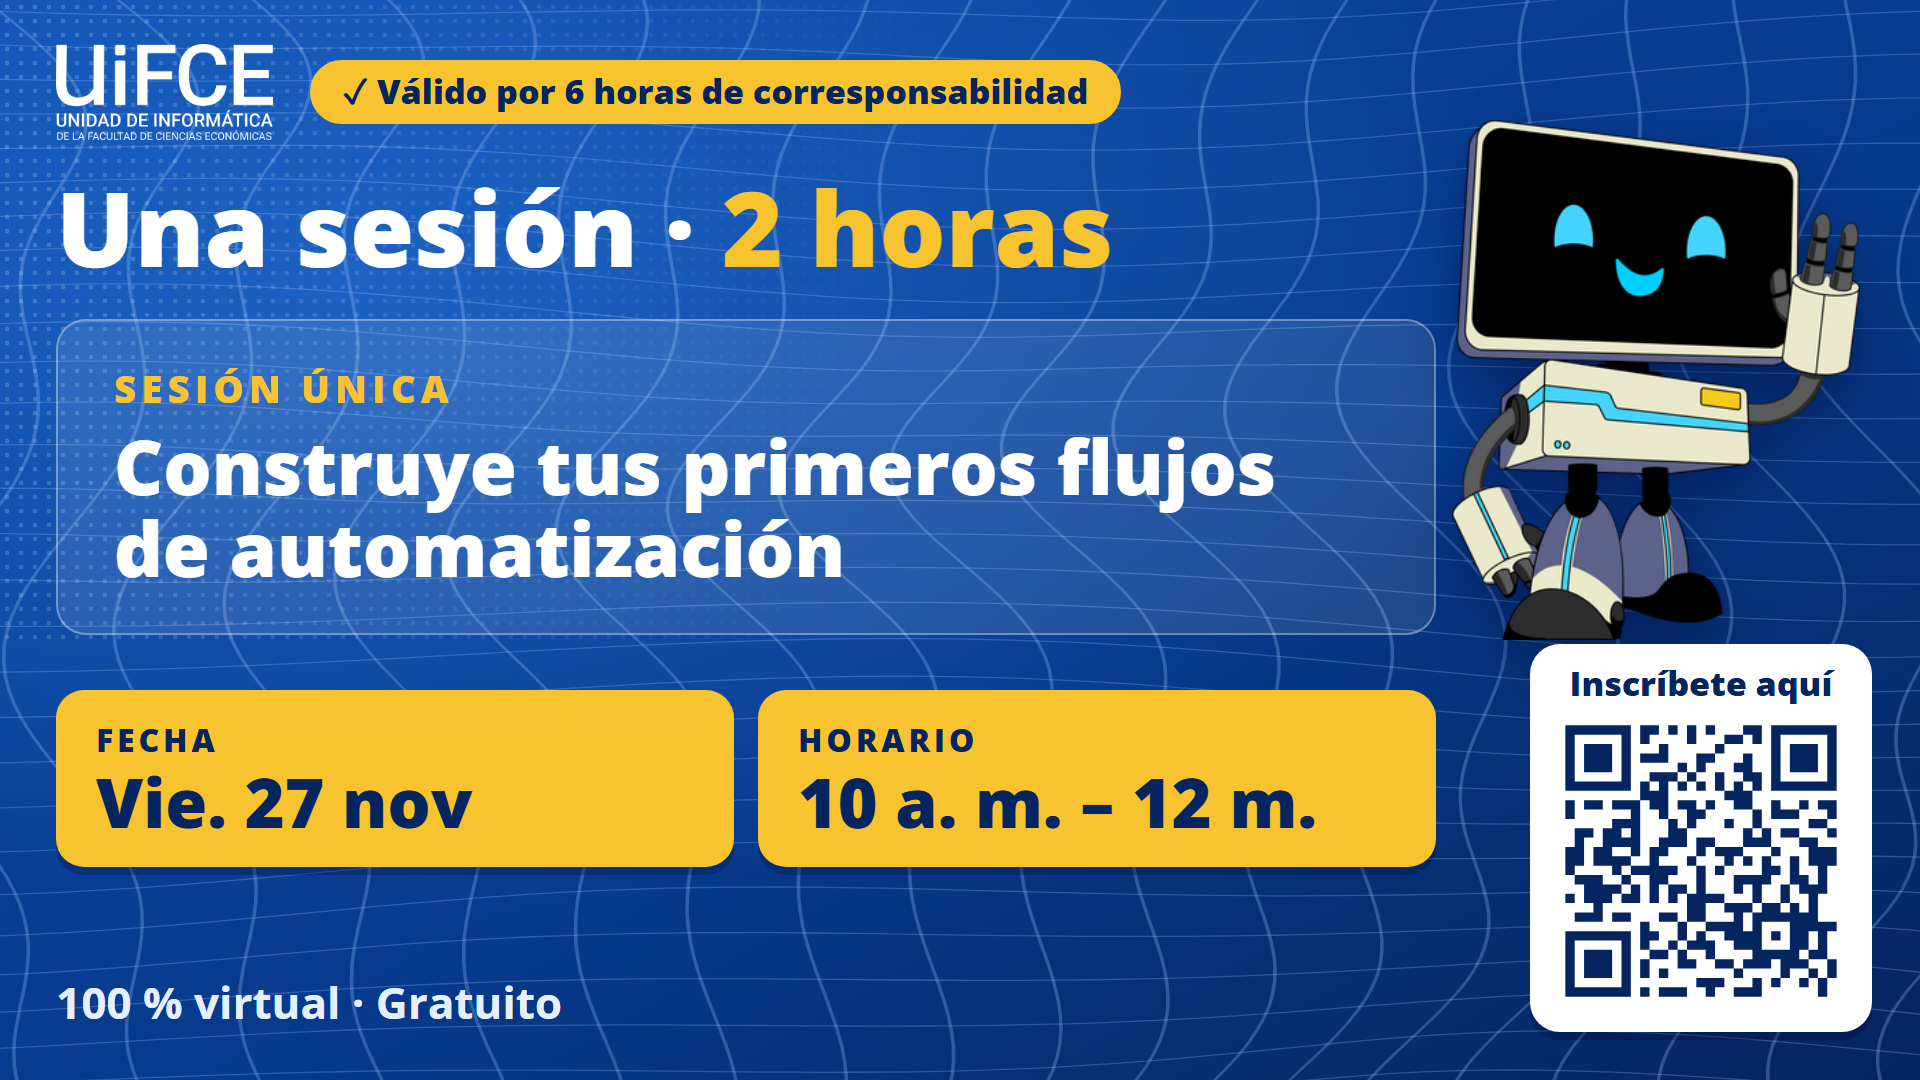 UiFCE
UNIDAD DE INFORMÁTICA
DE LA FACULTAD DE CIENCIAS ECONÓMICAS
✓ Válido por 6 horas de corresponsabilidad
Una sesión · 2 horas
SESIÓN ÚNICA
Construye tus primeros flujos
de automatización
FECHA
Vie. 27 nov
HORARIO
10 a. m. – 12 m.
Inscríbete aquí
100 % virtual · Gratuito